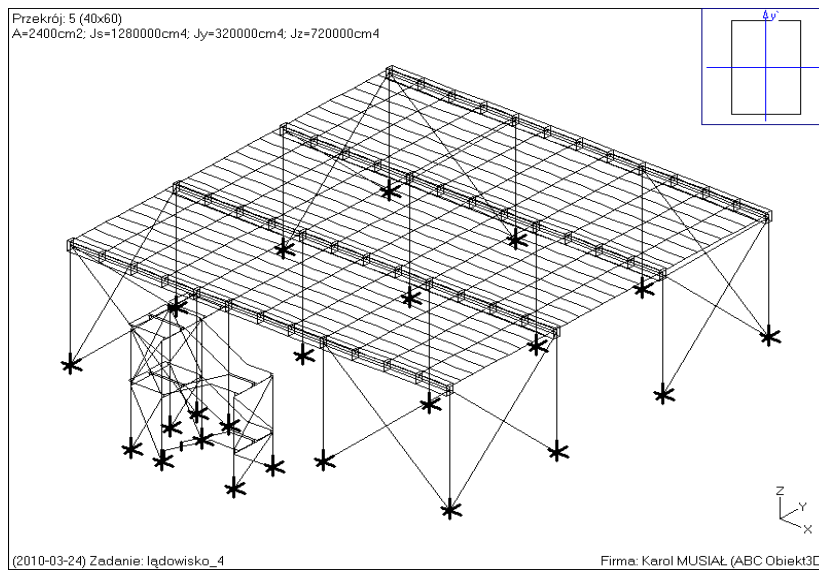 Przekrój: 5 (40x60)
A=2400cm2; Js=1280000cm4; Jy=320000cm4; Jz=720000cm4
y'
Z
Y
X
(2010-03-24) Zadanie: lądowisko_4
Firma: Karol MUSIAŁ (ABC Obiekt3D